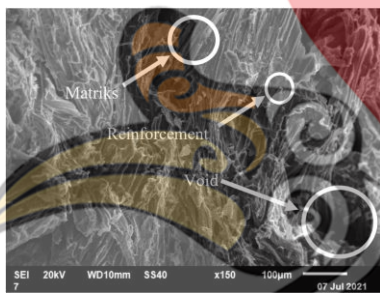 Matriks
Reinforcement
Void
SEI 20kV WD10mm SS40 x150 100µm
7 07 Jul 2021